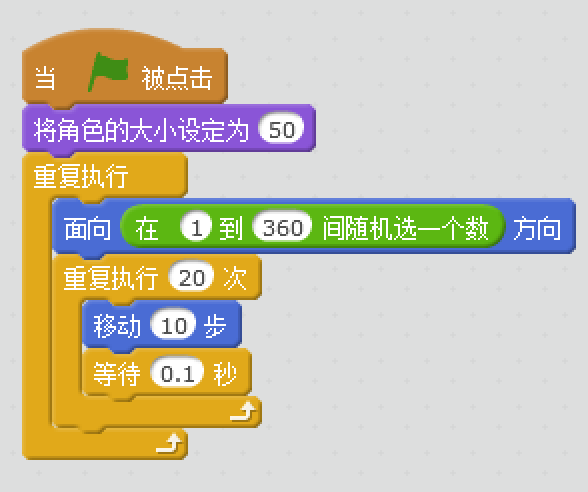 当 被点击
将角色的大小设定为 50
重复执行
面向 在 1 到 360 间随机选一个数 方向
重复执行 20 次
移动 10 步
等待 0.1 秒